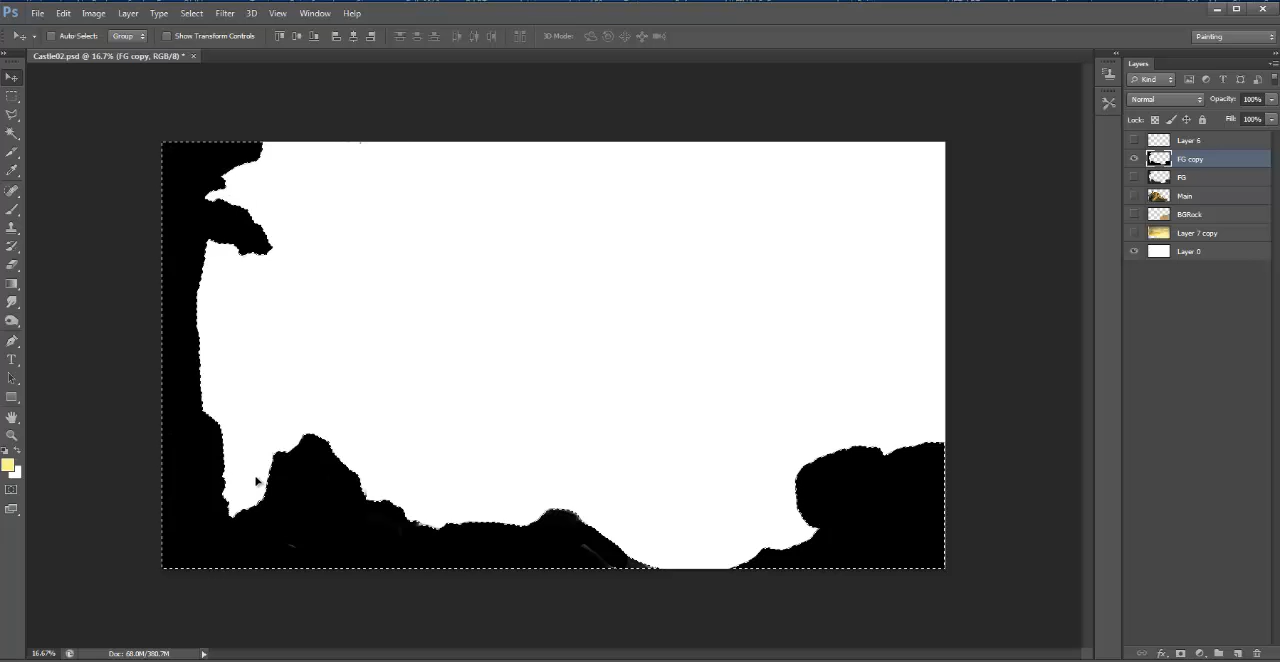 Ps File Edit Image Layer Type Select Filter 3D View Window Help
Auto-Select: Group Show Transform Controls 3D Mode: Painting
Castle02.psd @ 16.7% (FG copy, RGB/8) * ×
Layers
Kind T
Normal Opacity: 100%
Lock: Fill: 100%
Layer 6
FG copy
FG
Main
BGRock
Layer 7 copy
Layer 0
T
16.67% Doc: 68.0M/380.7M
fx